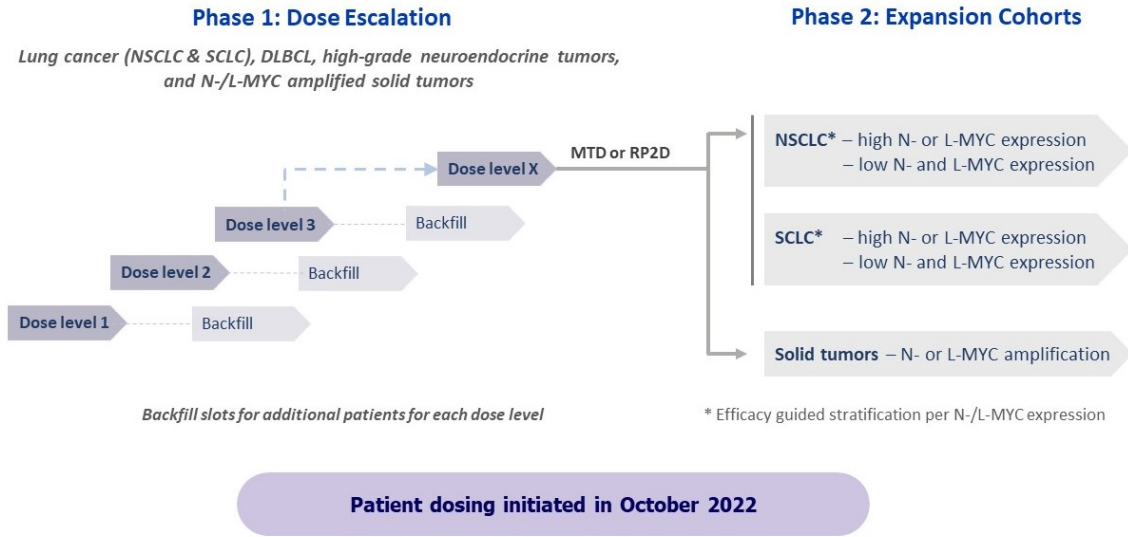 Phase 1: Dose Escalation
Lung cancer (NSCLC & SCLC), DLBCL, high-grade neuroendocrine tumors,
and N-/L-MYC amplified solid tumors
Dose level X
Dose level 3
Backfill
Dose level 2
Backfill
Dose level 1
Backfill
Backfill slots for additional patients for each dose level
MTD or RP2D
Phase 2: Expansion Cohorts
NSCLC* – high N- or L-MYC expression
– low N- and L-MYC expression
SCLC* – high N- or L-MYC expression
– low N- and L-MYC expression
Solid tumors – N- or L-MYC amplification
* Efficacy guided stratification per N-/L-MYC expression
Patient dosing initiated in October 2022